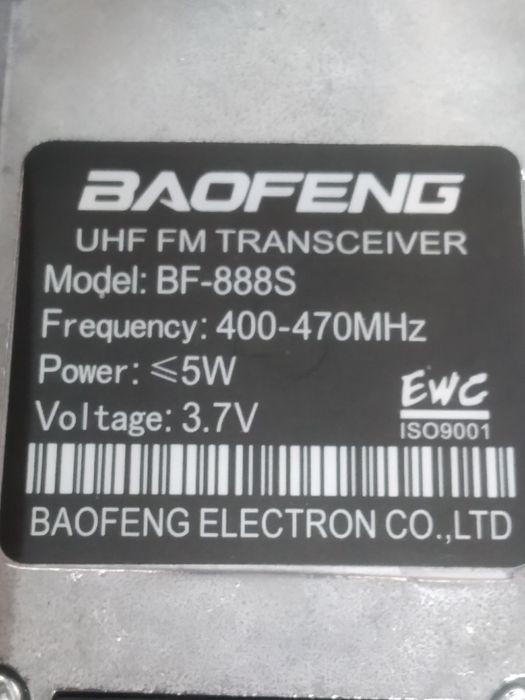 BAOFENG
UHF FM TRANSCEIVER
Model: BF-888S
Frequency: 400-470MHz
Power: ≤5W
Voltage: 3.7V
EWC
ISO9001
BAOFENG ELECTRON CO.,LTD